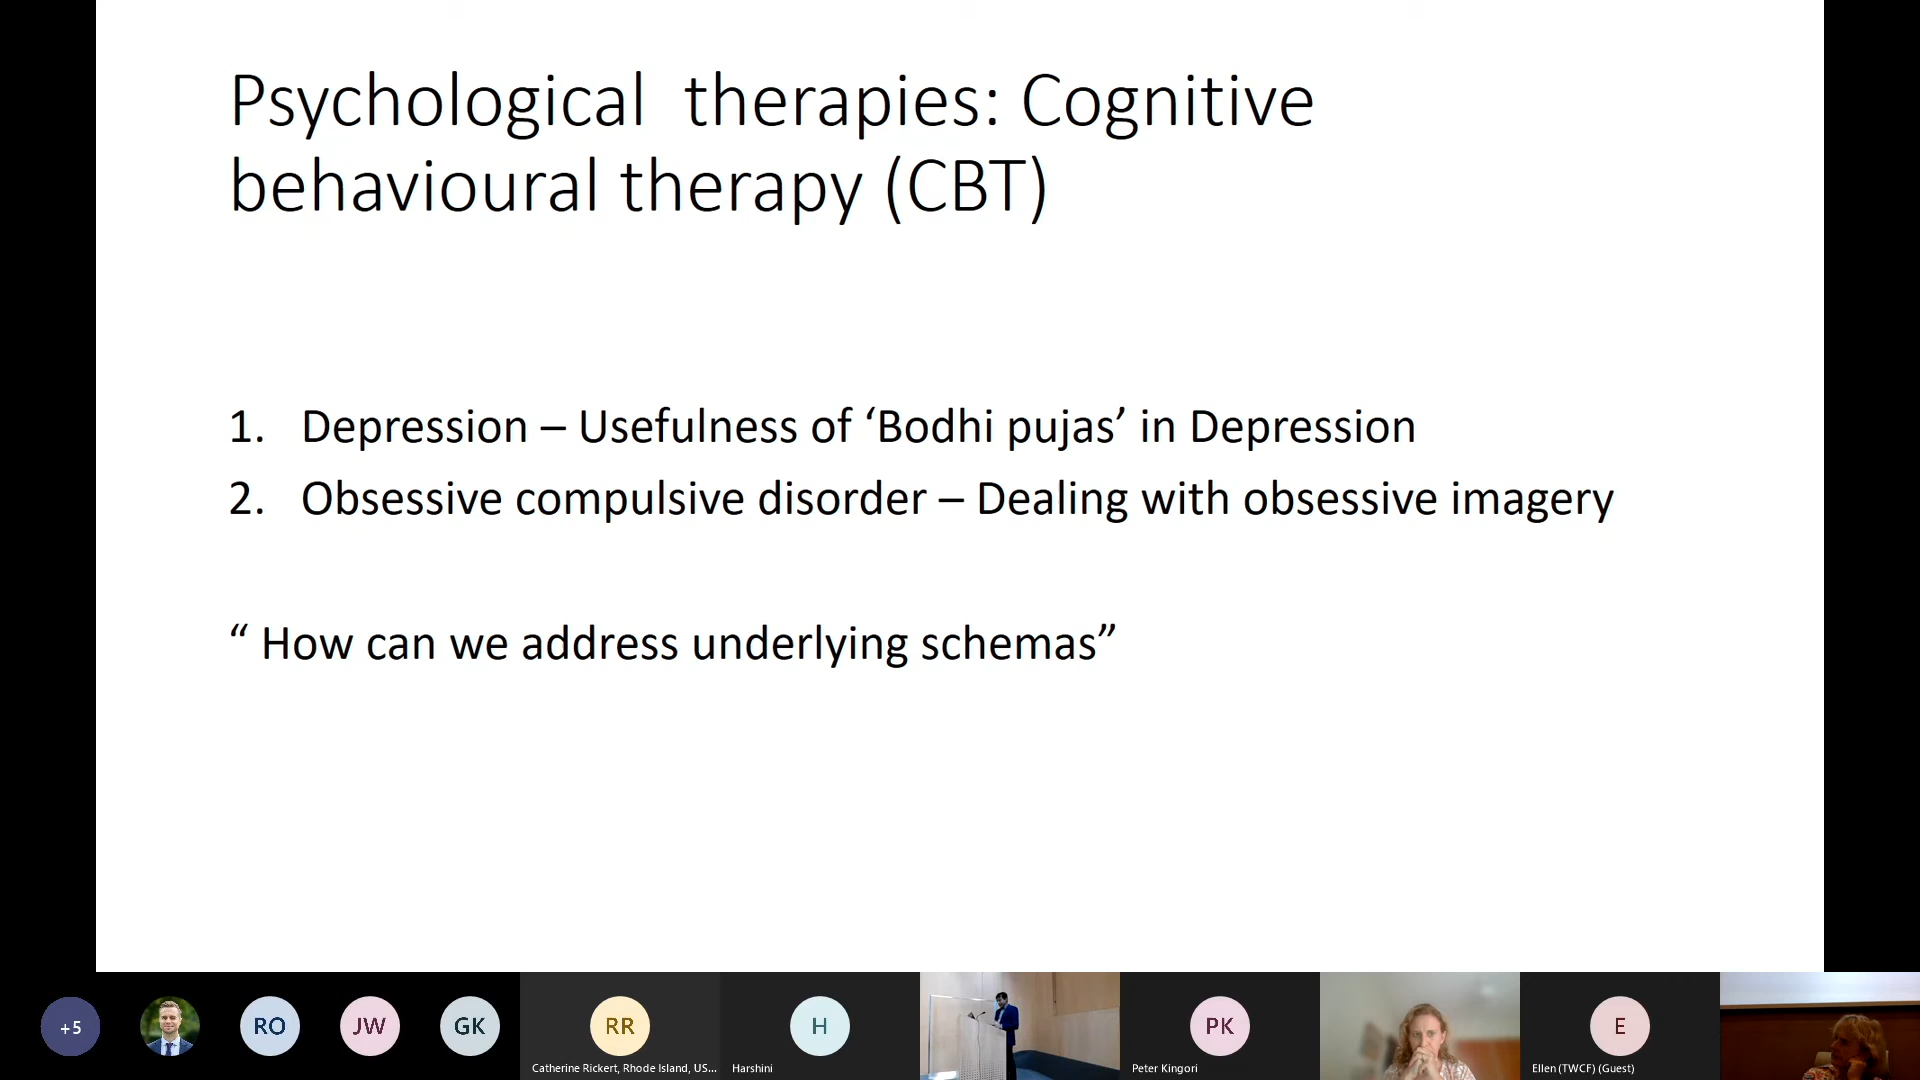 Psychological  therapies: Cognitive
behavioural therapy (CBT)
1. Depression – Usefulness of ‘Bodhi pujas’ in Depression
2. Obsessive compulsive disorder – Dealing with obsessive imagery
“ How can we address underlying schemas”
+5
RO
JW
GK
RR
Catherine Rickert, Rhode Island, US...
H
Harshini
PK
Peter Kingori
E
Ellen (TWCF) (Guest)